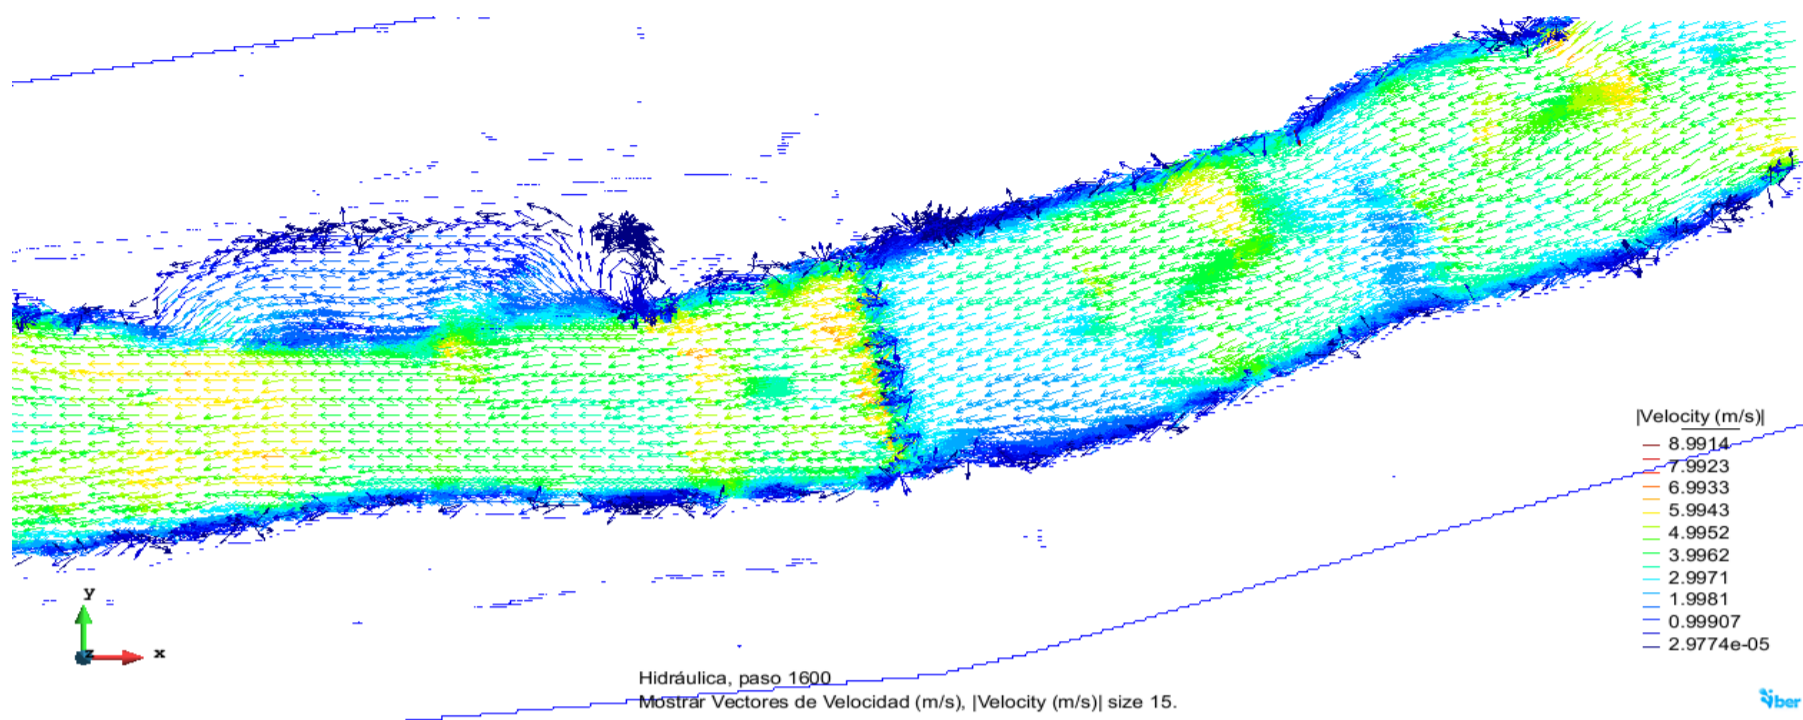 |Velocity (m/s)|
8.9914
7.9923
6.9933
5.9943
4.9952
3.9962
2.9971
1.9981
0.99907
2.9774e-05
y
z
x
Hidráulica, paso 1600
Mostrar Vectores de Velocidad (m/s), |Velocity (m/s)| size 15.
iber